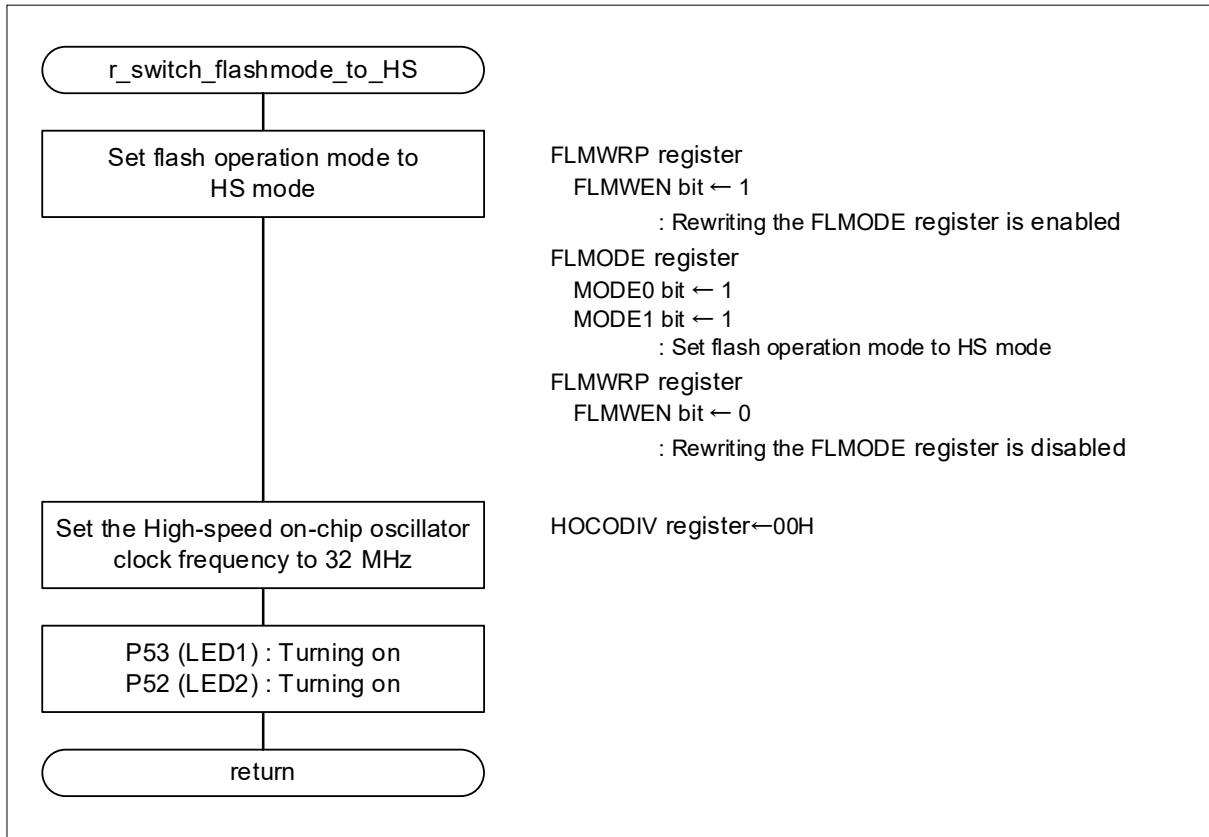 r_switch_flashmode_to_HS
Set flash operation mode to
HS mode
FLMWRP register
FLMWEN bit ← 1
: Rewriting the FLMODE register is enabled
FLMODE register
MODE0 bit ← 1
MODE1 bit ← 1
: Set flash operation mode to HS mode
FLMWRP register
FLMWEN bit ← 0
: Rewriting the FLMODE register is disabled
Set the High-speed on-chip oscillator
clock frequency to 32 MHz
HOCODIV register←00H
P53 (LED1) : Turning on
P52 (LED2) : Turning on
return